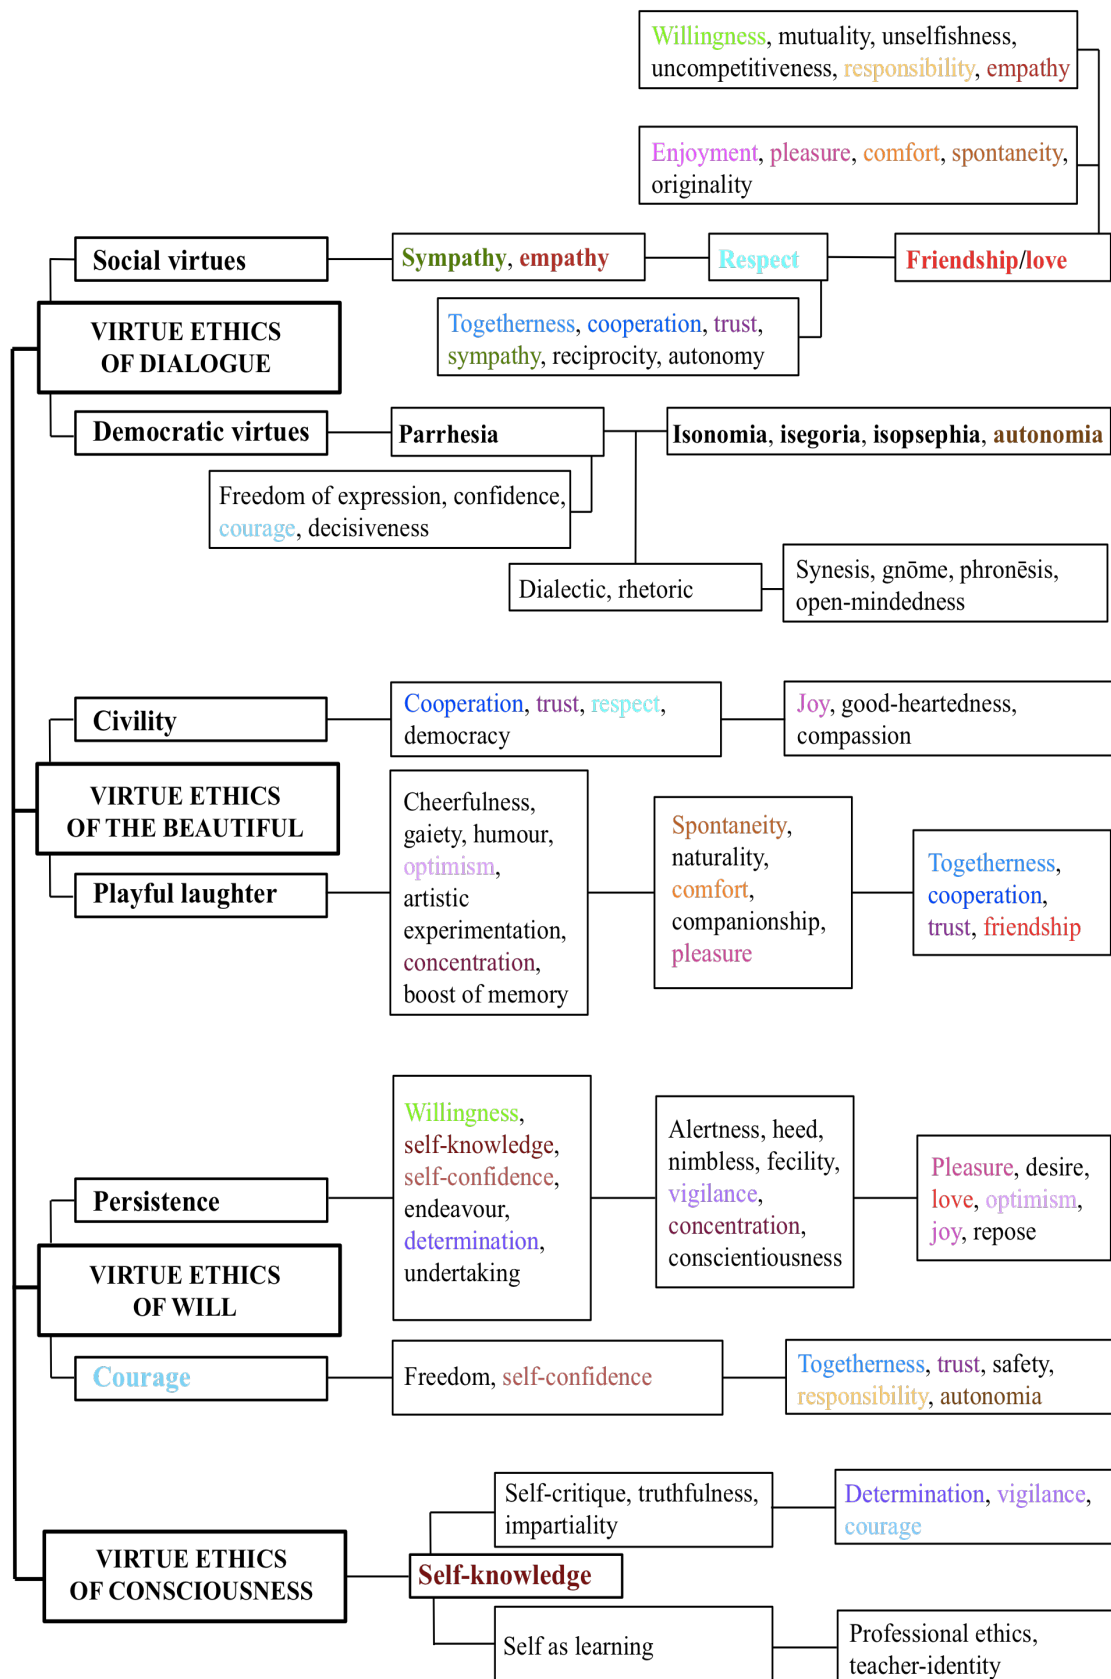 Willingness, mutuality, unselfishness,
uncompetitiveness, responsibility, empathy
Enjoyment, pleasure, comfort, spontaneity,
originality
Social virtues
Sympathy, empathy
Respect
Friendship/love
Togetherness, cooperation, trust,
sympathy, reciprocity, autonomy
VIRTUE ETHICS
OF DIALOGUE
Democratic virtues
Parrhesia
Isonomia, isegoria, isopsephia, autonomia
Freedom of expression, confidence,
courage, decisiveness
Dialectic, rhetoric
Synesis, gnōme, phronēsis,
open-mindedness
Civility
Cooperation, trust, respect,
democracy
Joy, good-heartedness,
compassion
VIRTUE ETHICS
OF THE BEAUTIFUL
Playful laughter
Cheerfulness,
gaiety, humour,
optimism,
artistic
experimentation,
concentration,
boost of memory
Spontaneity,
naturality,
comfort,
companionship,
pleasure
Togetherness,
cooperation,
trust, friendship
Persistence
Willingness,
self-knowledge,
self-confidence,
endeavour,
determination,
undertaking
Alertness, heed,
nimbless, fecility,
vigilance,
concentration,
conscientiousness
Pleasure, desire,
love, optimism,
joy, repose
VIRTUE ETHICS
OF WILL
Courage
Freedom, self-confidence
Togetherness, trust, safety,
responsibility, autonomia
Self-critique, truthfulness,
impartiality
Determination, vigilance,
courage
VIRTUE ETHICS
OF CONSCIOUSNESS
Self-knowledge
Self as learning
Professional ethics,
teacher-identity